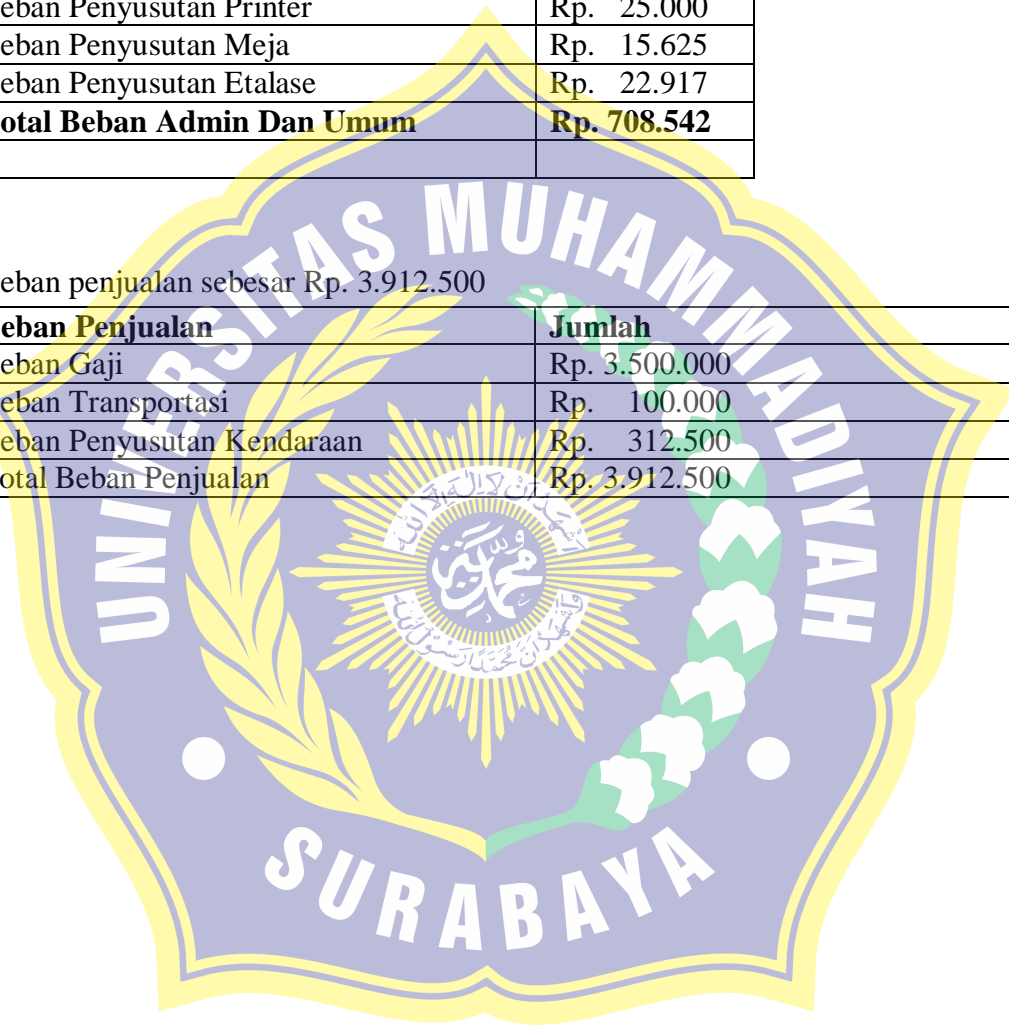 eban Penyusutan Printer Rp. 25.000
eban Penyusutan Meja Rp. 15.625
eban Penyusutan Etalase Rp. 22.917
otal Beban Admin Dan Umum Rp. 708.542
eban penjualan sebesar Rp. 3.912.500
eban Penjualan Jumlah
eban Gaji Rp. 3.500.000
eban Transportasi Rp. 100.000
eban Penyusutan Kendaraan Rp. 312.500
otal Beban Penjualan Rp. 3.912.500
UNIVERSITAS MUHAMMADIYAH
SURABAYA